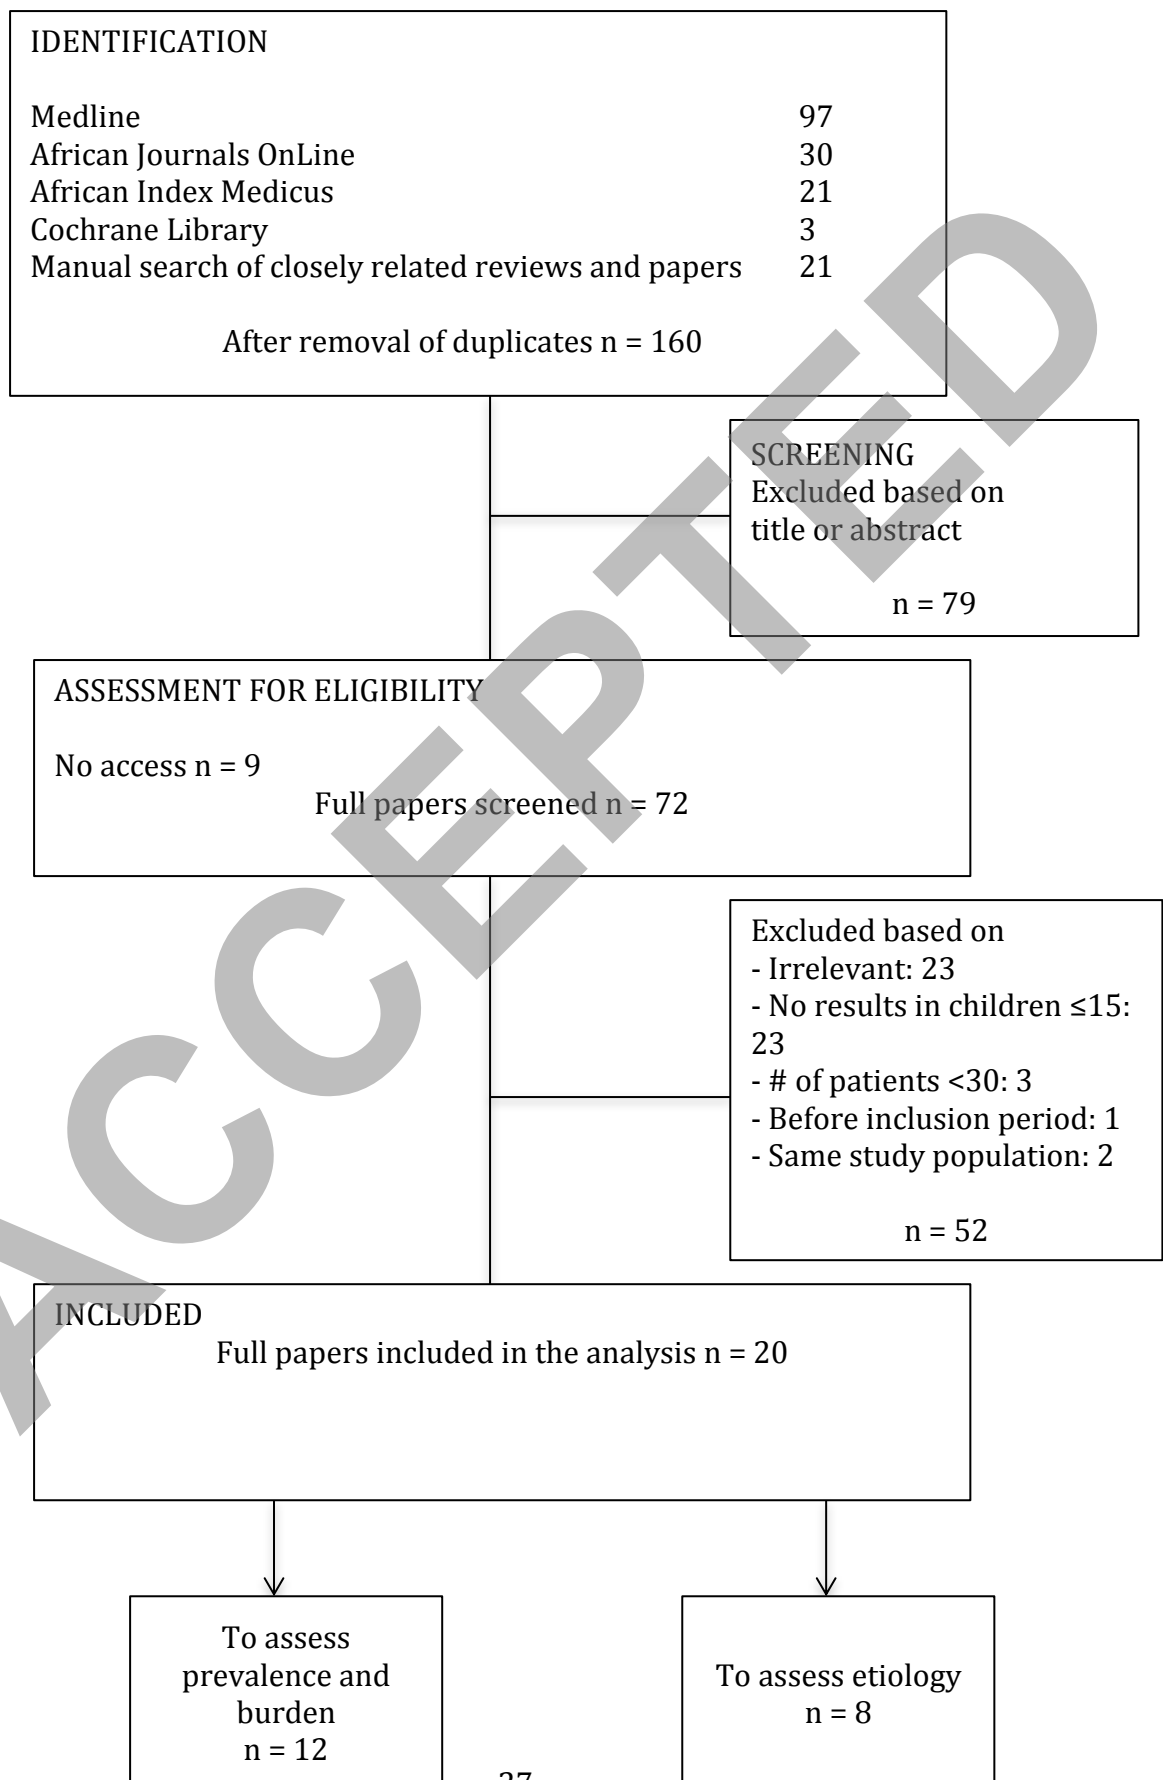 IDENTIFICATION
Medline 97
African Journals OnLine 30
African Index Medicus 21
Cochrane Library 3
Manual search of closely related reviews and papers 21
After removal of duplicates n = 160
SCREENING
Excluded based on
title or abstract
n = 79
ASSESSMENT FOR ELIGIBILITY
No access n = 9
Full papers screened n = 72
Excluded based on
- Irrelevant: 23
- No results in children ≤15:
23
- # of patients <30: 3
- Before inclusion period: 1
- Same study population: 2
n = 52
INCLUDED
Full papers included in the analysis n = 20
To assess
prevalence and
burden
n = 12
To assess etiology
n = 8
ACCEPTED